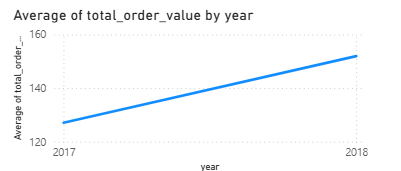 Average of total_order_value by year
Average of total_order_...
160
140
120
2017
2018
year